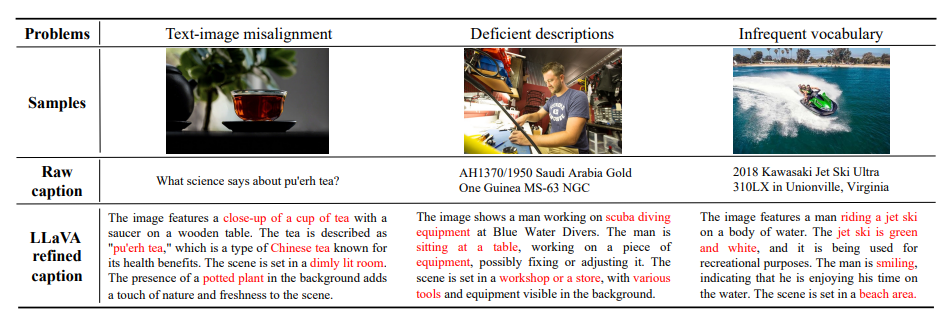 Problems Text-image misalignment Deficient descriptions Infrequent vocabulary
Samples
Raw caption
What science says about pu'erh tea?
AH1370/1950 Saudi Arabia Gold
One Guinea MS-63 NGC
2018 Kawasaki Jet Ski Ultra
310LX in Unionville, Virginia
LLaVA refined caption
The image features a close-up of a cup of tea with a
saucer on a wooden table. The tea is described as
"pu'erh tea," which is a type of Chinese tea known for
its health benefits. The scene is set in a dimly lit room.
The presence of a potted plant in the background adds
a touch of nature and freshness to the scene.
The image shows a man working on scuba diving
equipment at Blue Water Divers. The man is
sitting at a table, working on a piece of
equipment, possibly fixing or adjusting it. The
scene is set in a workshop or a store, with various
tools and equipment visible in the background.
The image features a man riding a jet ski
on a body of water. The jet ski is green
and white, and it is being used for
recreational purposes. The man is smiling,
indicating that he is enjoying his time on
the water. The scene is set in a beach area.